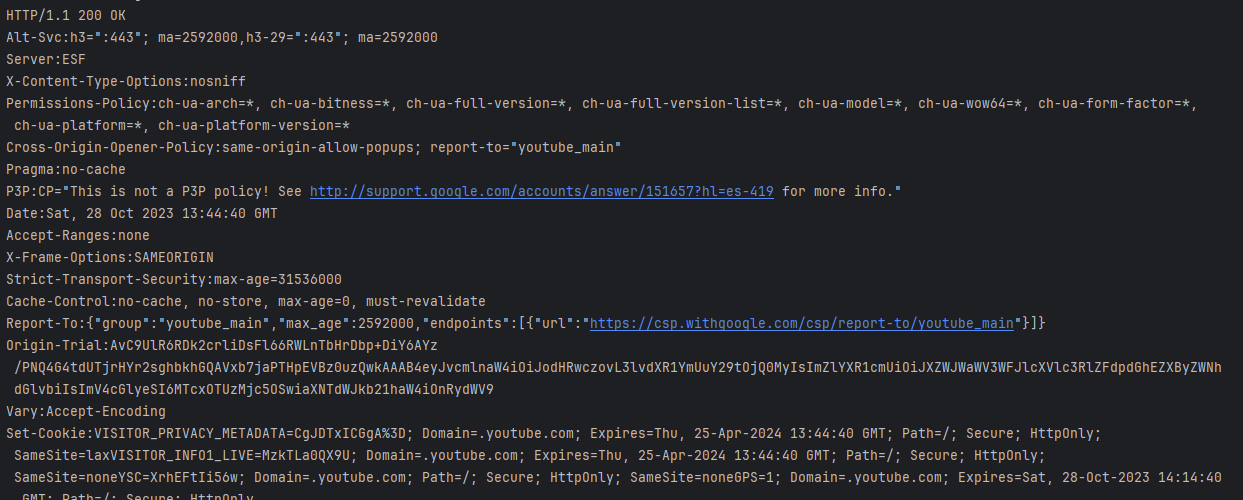 HTTP/1.1 200 OK
Alt-Svc:h3=":443"; ma=2592000,h3-29=":443"; ma=2592000
Server:ESF
X-Content-Type-Options:nosniff
Permissions-Policy:ch-ua-arch=*, ch-ua-bitness=*, ch-ua-full-version=*, ch-ua-full-version-list=*, ch-ua-model=*, ch-ua-wow64=*, ch-ua-form-factor=*,
ch-ua-platform=*, ch-ua-platform-version=*
Cross-Origin-Opener-Policy:same-origin-allow-popups; report-to="youtube_main"
Pragma:no-cache
P3P:CP="This is not a P3P policy! See http://support.google.com/accounts/answer/151657?hl=es-419 for more info."
Date:Sat, 28 Oct 2023 13:44:40 GMT
Accept-Ranges:none
X-Frame-Options:SAMEORIGIN
Strict-Transport-Security:max-age=31536000
Cache-Control:no-cache, no-store, max-age=0, must-revalidate
Report-To:{"group":"youtube_main","max_age":2592000,"endpoints":[{"url":"https://csp.withgoogle.com/csp/report-to/youtube_main"}]}
Origin-Trial:AvC9UlR6RDk2crliDsFl66RWLnTbHrDbp+DiY6AYz
/PNQ4G4tdUTjrHYr2sghbkhGQAVxb7jaPTHpEVBz0uzQwkAAAB4eyJvcmlnaW4iOiJodHRwczovL3lvdXR1YmUuY29tOjQ0MyIsImZlYXR1cmUiOiJXZWJWaWV3WFJlcXVlc3RlZFdpdGhEZXByZWNh
dGlvbiIsImV4cGlyeSI6MTcxOTUzMjc5OSwiaXNTdWJkb21haW4iOnRydWV9
Vary:Accept-Encoding
Set-Cookie:VISITOR_PRIVACY_METADATA=CgJDTxICGgA%3D; Domain=.youtube.com; Expires=Thu, 25-Apr-2024 13:44:40 GMT; Path=/; Secure; HttpOnly;
SameSite=laxVISITOR_INFO1_LIVE=MzkTLa0QX9U; Domain=.youtube.com; Expires=Thu, 25-Apr-2024 13:44:40 GMT; Path=/; Secure; HttpOnly;
SameSite=noneYSC=XrhEFtIi56w; Domain=.youtube.com; Path=/; Secure; HttpOnly; SameSite=noneGPS=1; Domain=.youtube.com; Expires=Sat, 28-Oct-2023 14:14:40
GMT; Path=/; Secure; HttpOnly